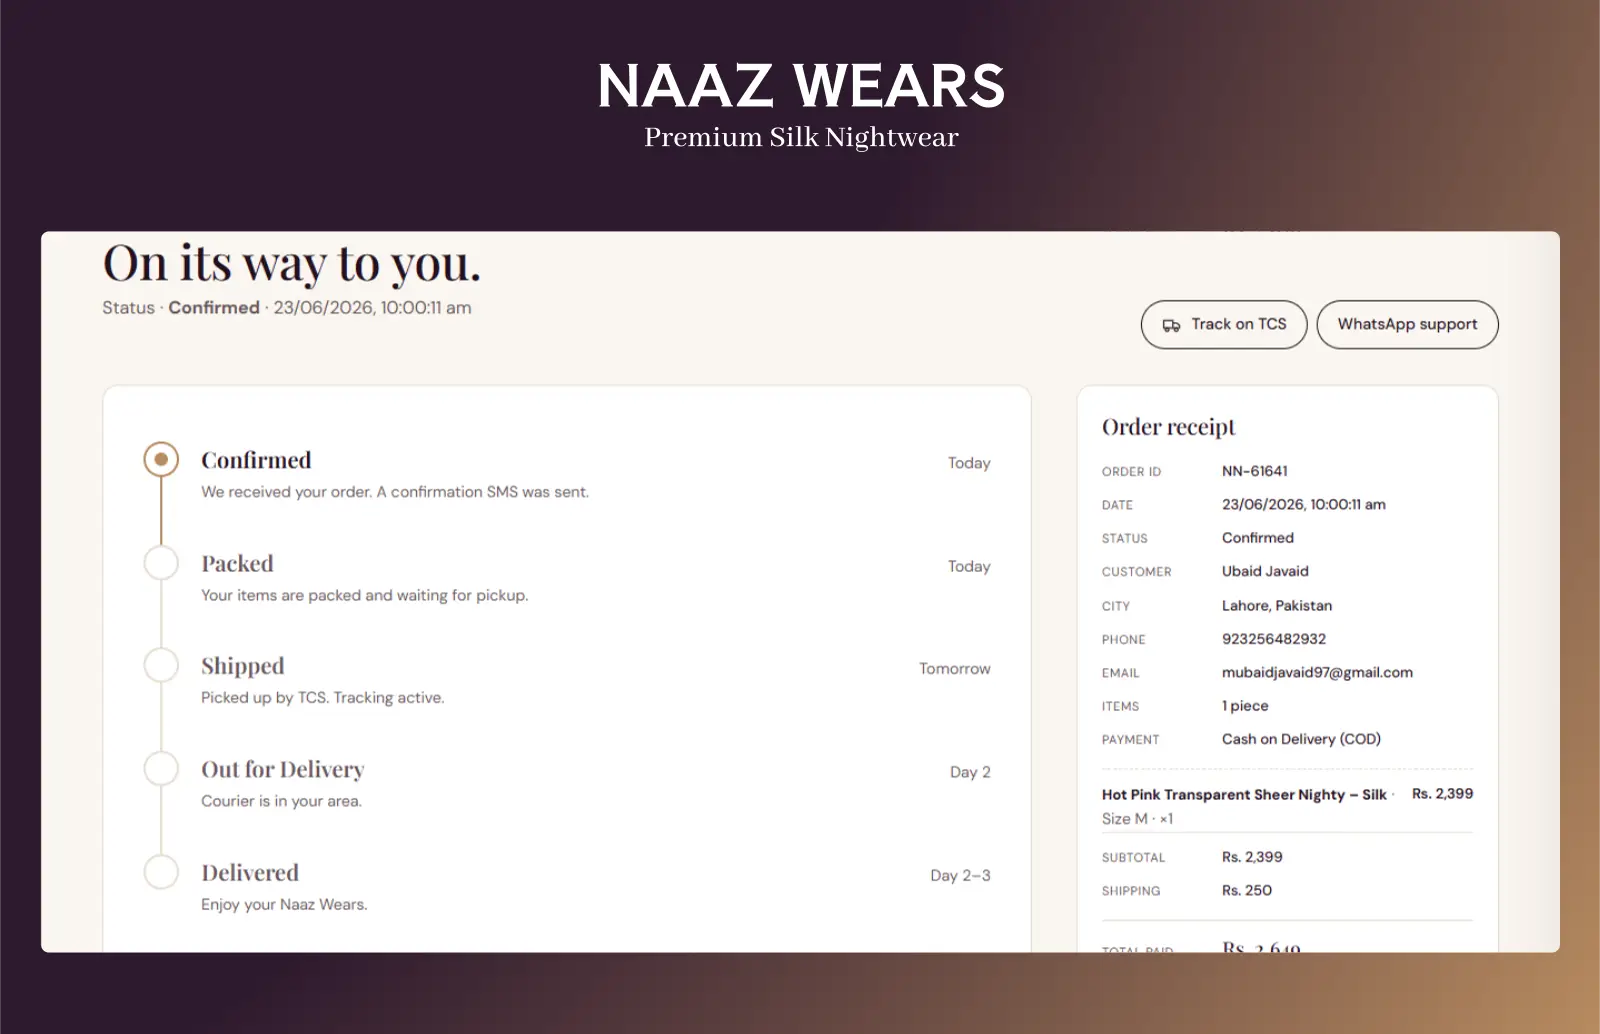 NAAZ WEARS
Premium Silk Nightwear
On its way to you.
Status · Confirmed · 23/06/2026, 10:00:11 am
Track on TCS
WhatsApp support
Confirmed
Today
We received your order. A confirmation SMS was sent.
Packed
Today
Your items are packed and waiting for pickup.
Shipped
Tomorrow
Picked up by TCS. Tracking active.
Out for Delivery
Day 2
Courier is in your area.
Delivered
Day 2–3
Enjoy your Naaz Wears.
Order receipt
ORDER ID NN-61641
DATE 23/06/2026, 10:00:11 am
STATUS Confirmed
CUSTOMER Ubaid Javaid
CITY Lahore, Pakistan
PHONE 923256482932
EMAIL mubaidjavaid97@gmail.com
ITEMS 1 piece
PAYMENT Cash on Delivery (COD)
Hot Pink Transparent Sheer Nighty – Silk · Rs. 2,399
Size M · ×1
SUBTOTAL Rs. 2,399
SHIPPING Rs. 250
TOTAL PAID Rs. 2,649